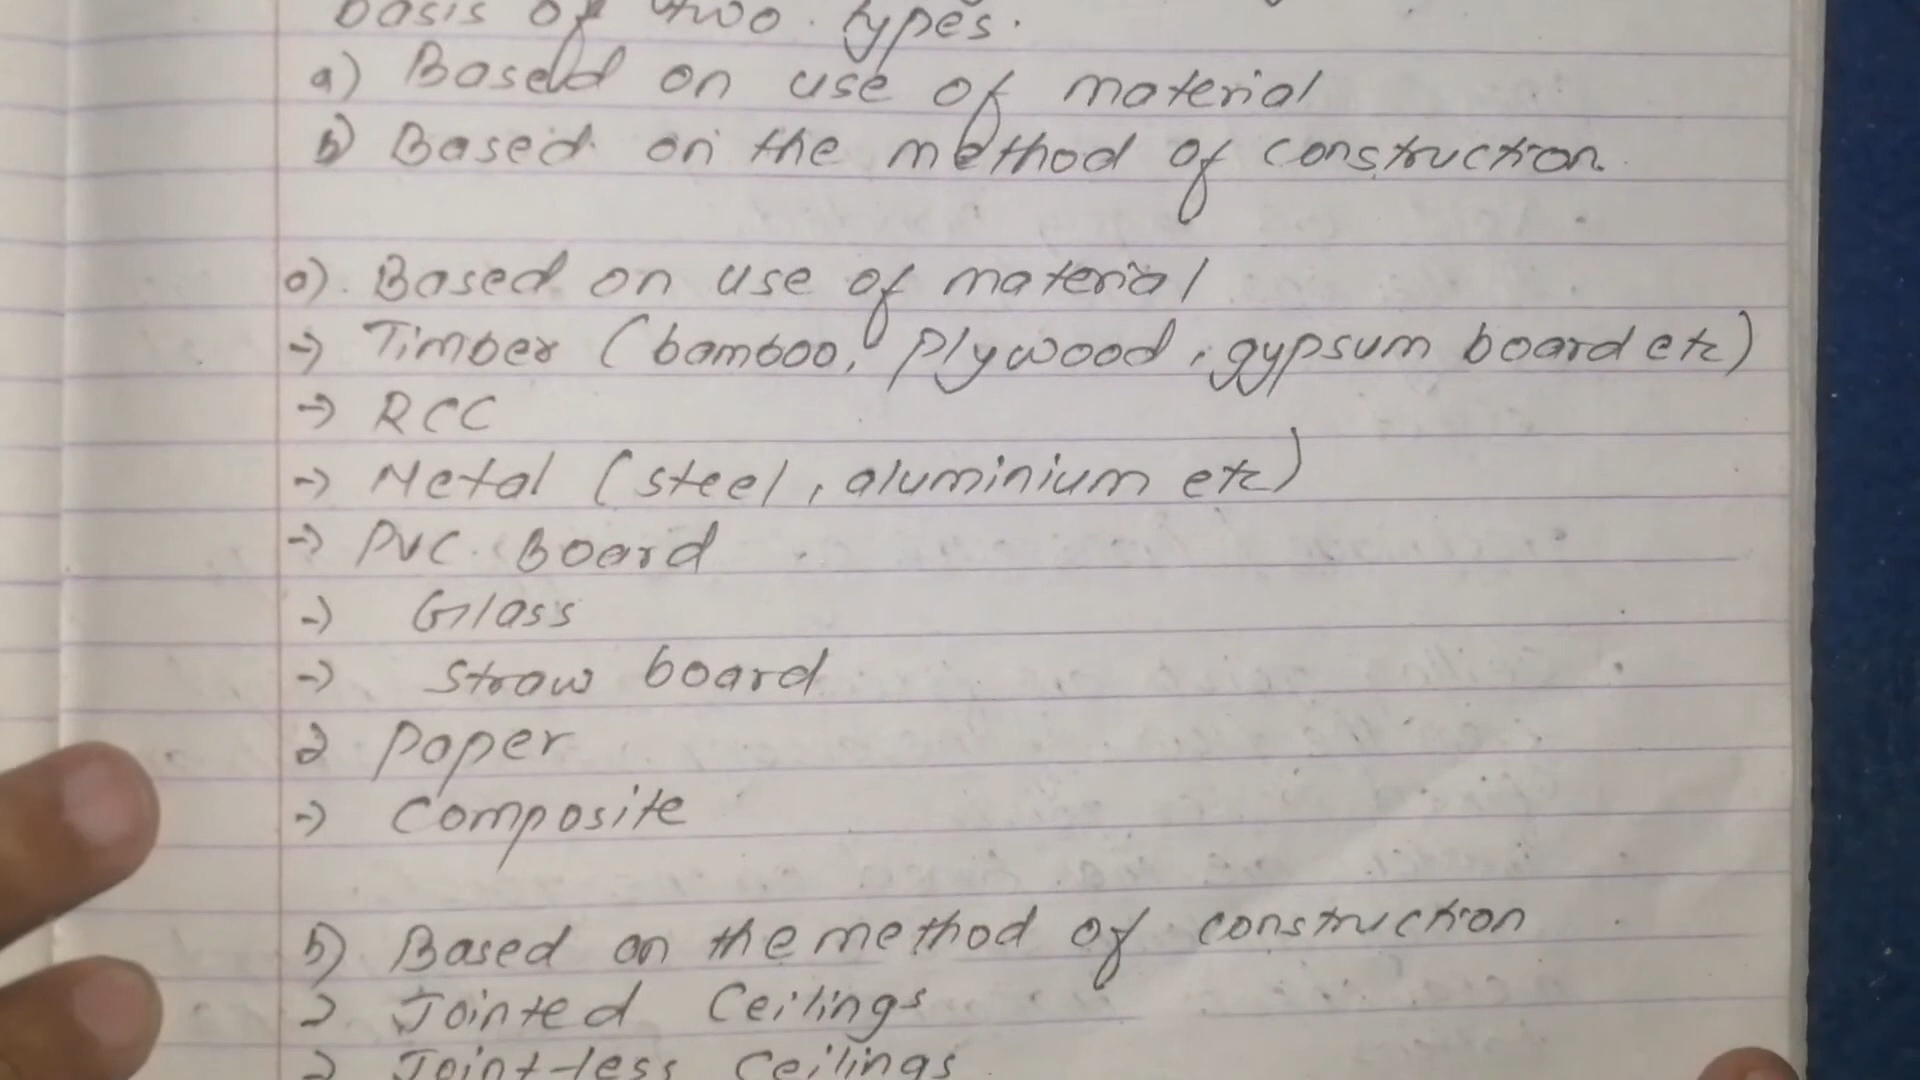 basis of two types.
a) Based on use of material
b) Based on the method of construction.
a). Based on use of material
→ Timber (bamboo, plywood, gypsum board etc)
→ RCC
→ Metal (steel, aluminium etc)
→ PVC Board
→ Glass
→ Straw board
→ Paper
→ Composite
b) Based on the method of construction
→ Jointed Ceilings
→ Joint-less Ceilings